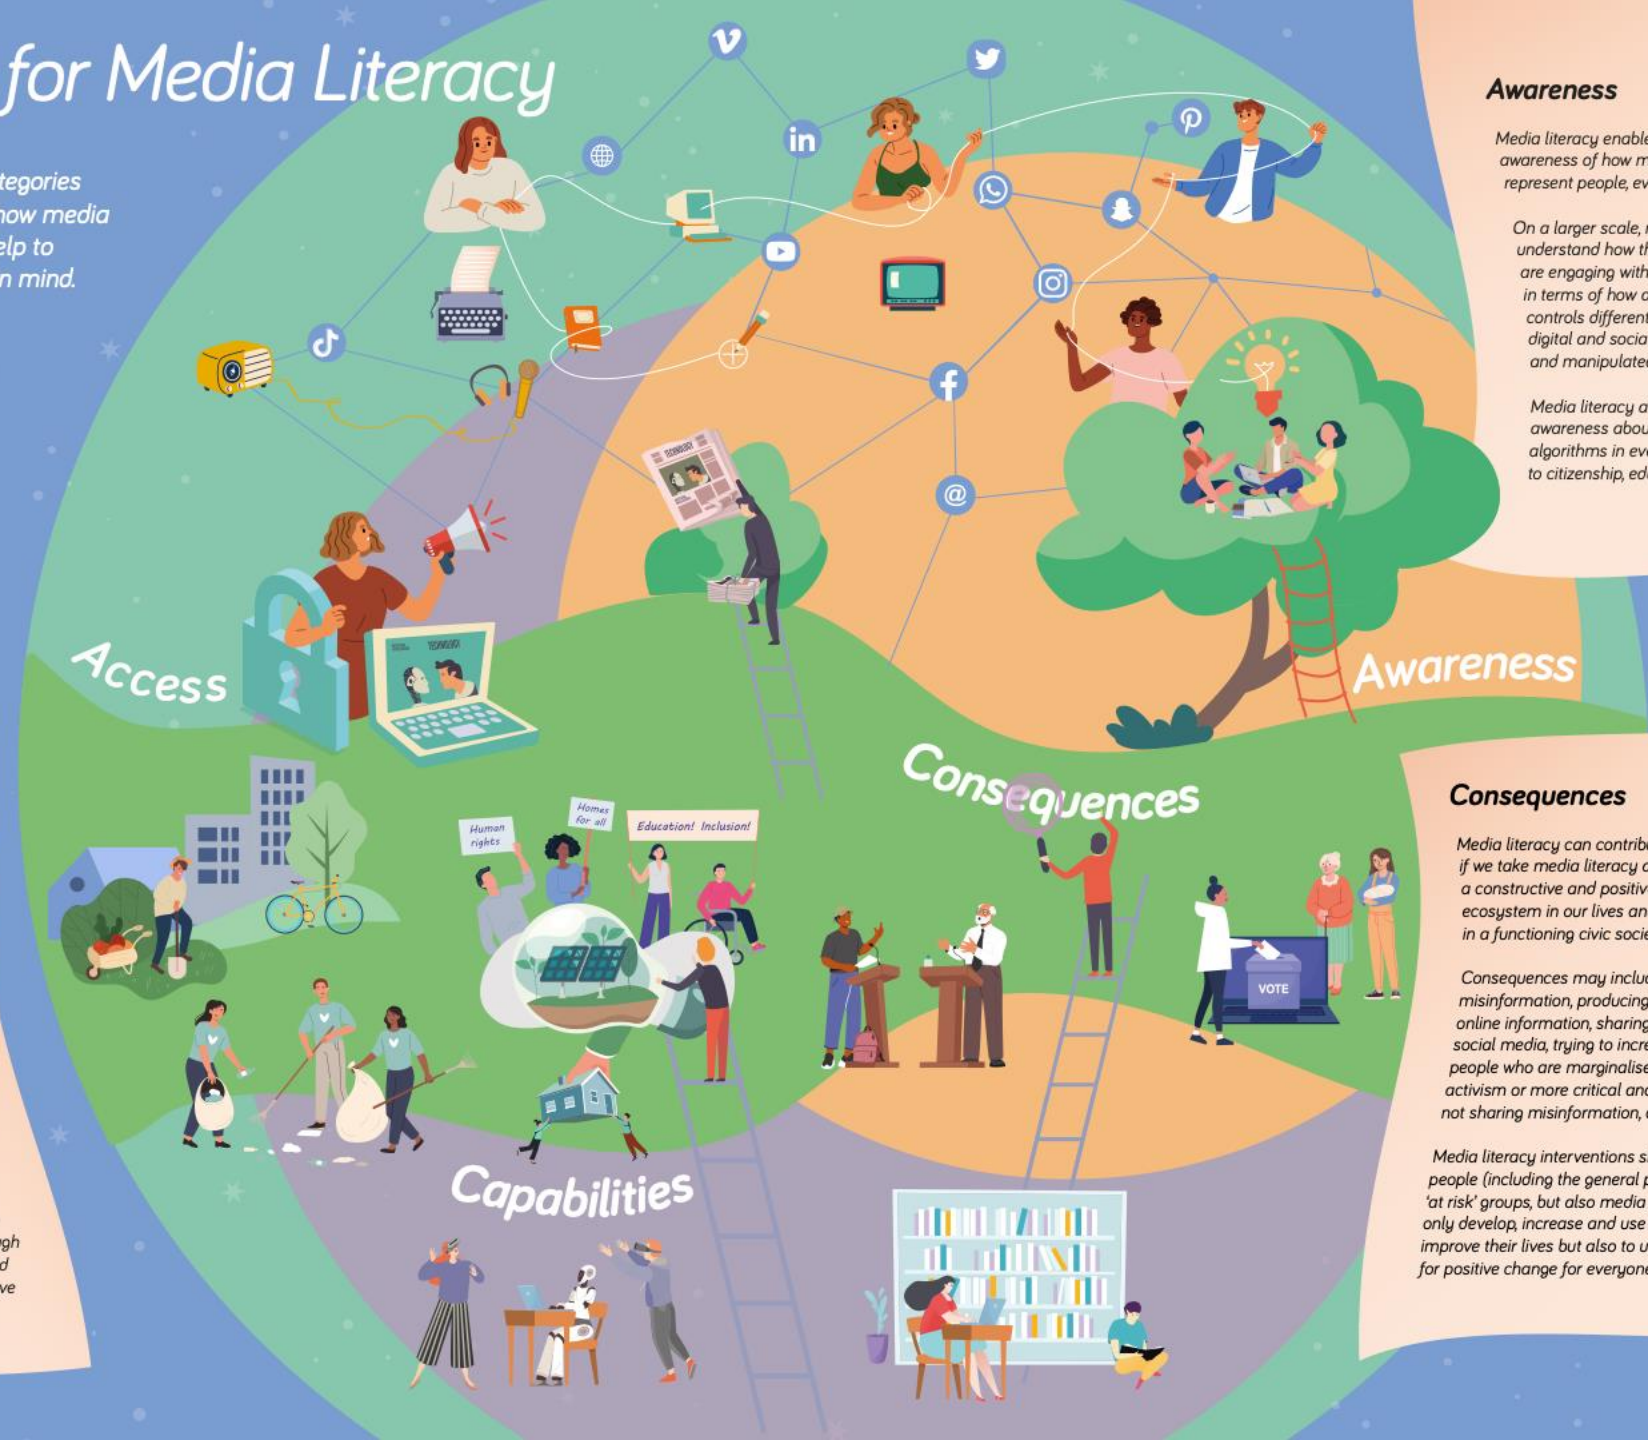 for Media Literacy
tegories
how media
elp to
n mind.
Awareness
Media literacy enable
awareness of how m
represent people, ev
On a larger scale, 
understand how th
are engaging with
in terms of how a
controls different
digital and socia
and manipulated
Media literacy a
awareness abou
algorithms in eve
to citizenship, edu
in
@
TECHNOLOGY
TECHNOLOGY
Access
Awareness
Consequences
Human
rights
Homes
for all
Education! Inclusion!
VOTE
Capabilities
Consequences
Media literacy can contribu
if we take media literacy a
a constructive and positiv
ecosystem in our lives an
in a functioning civic socie
Consequences may includ
misinformation, producing
online information, sharing
social media, trying to incre
people who are marginalise
activism or more critical and
not sharing misinformation,
Media literacy interventions s
people (including the general p
'at risk' groups, but also media
only develop, increase and use
improve their lives but also to u
for positive change for everyone
gh
d
ve